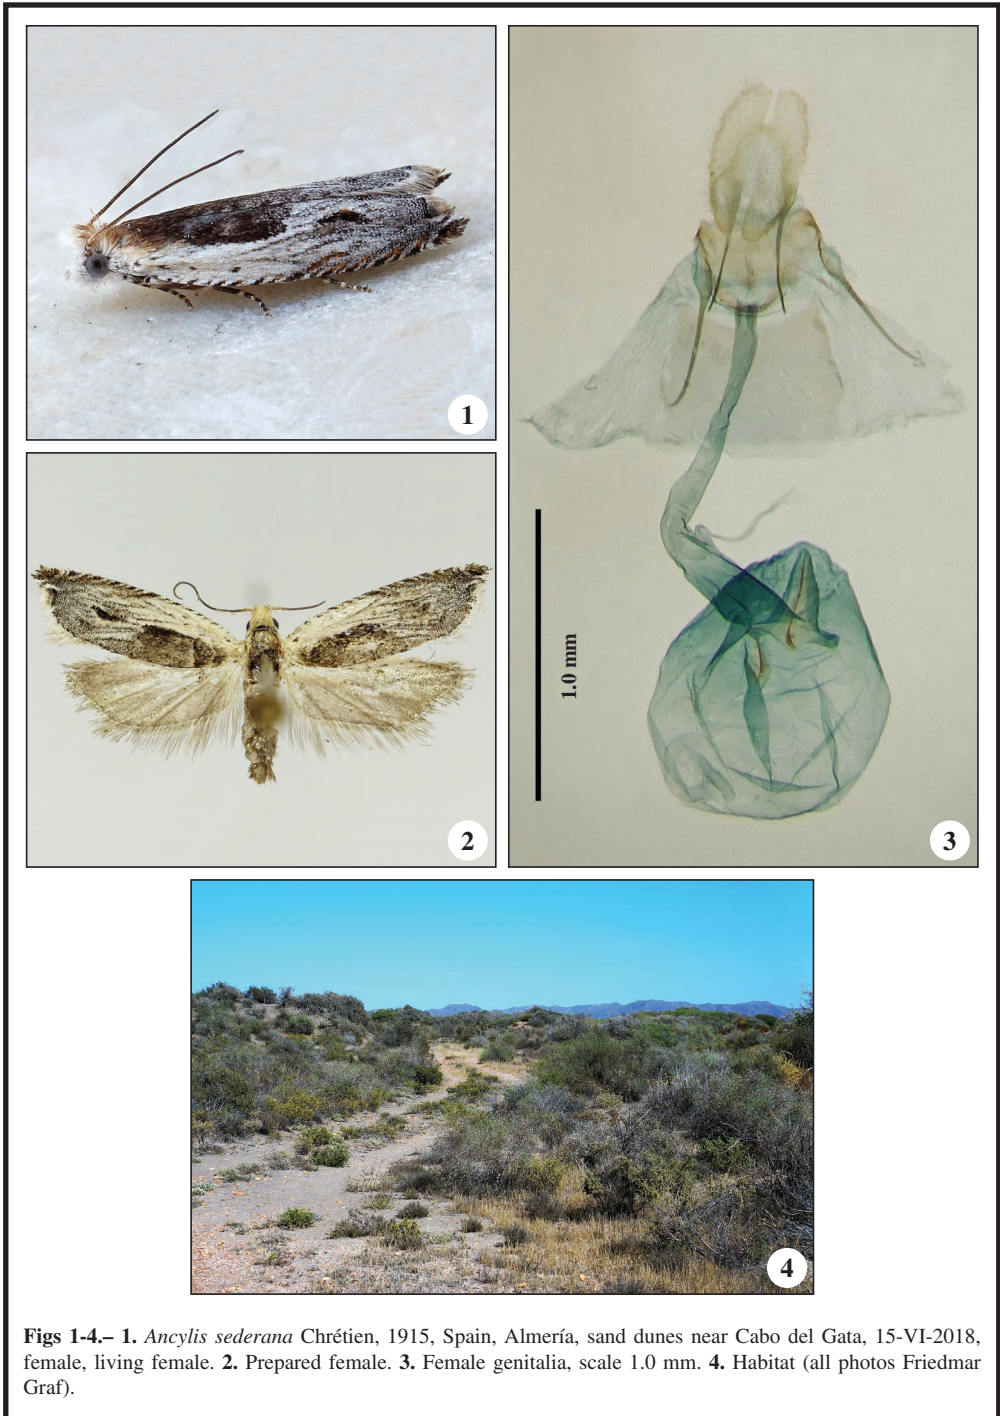 1
2
1.0 mm
3
4
Figs 1-4.– 1. Ancylis sederana Chrétien, 1915, Spain, Almería, sand dunes near Cabo del Gata, 15-VI-2018,
female, living female. 2. Prepared female. 3. Female genitalia, scale 1.0 mm. 4. Habitat (all photos Friedmar
Graf).